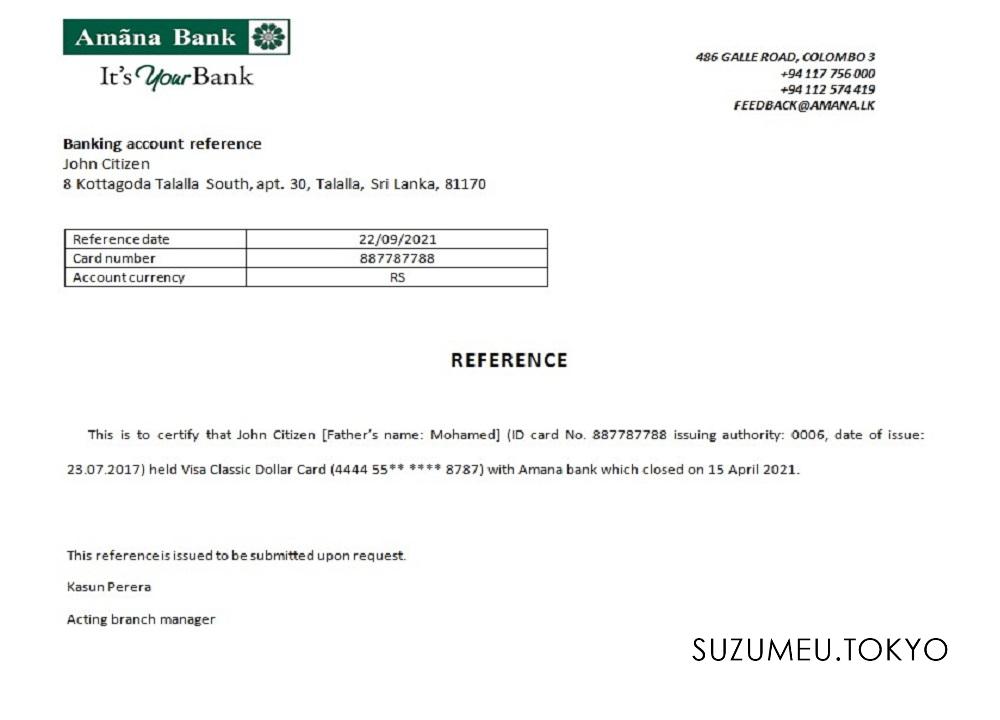 Amãna Bank
It's Your Bank
486 GALLE ROAD, COLOMBO 3
+94 117 756 000
+94 112 574 419
FEEDBACK@AMANA.LK
Banking account reference
John Citizen
8 Kottagoda Talalla South, apt. 30, Talalla, Sri Lanka, 81170
Reference date 22/09/2021
Card number 887787788
Account currency RS
REFERENCE
This is to certify that John Citizen [Father's name: Mohamed] (ID card No. 887787788 issuing authority: 0006, date of issue:
23.07.2017) held Visa Classic Dollar Card (4444 55** **** 8787) with Amana bank which closed on 15 April 2021.
This reference is issued to be submitted upon request.
Kasun Perera
Acting branch manager
SUZUMEU.TOKYO